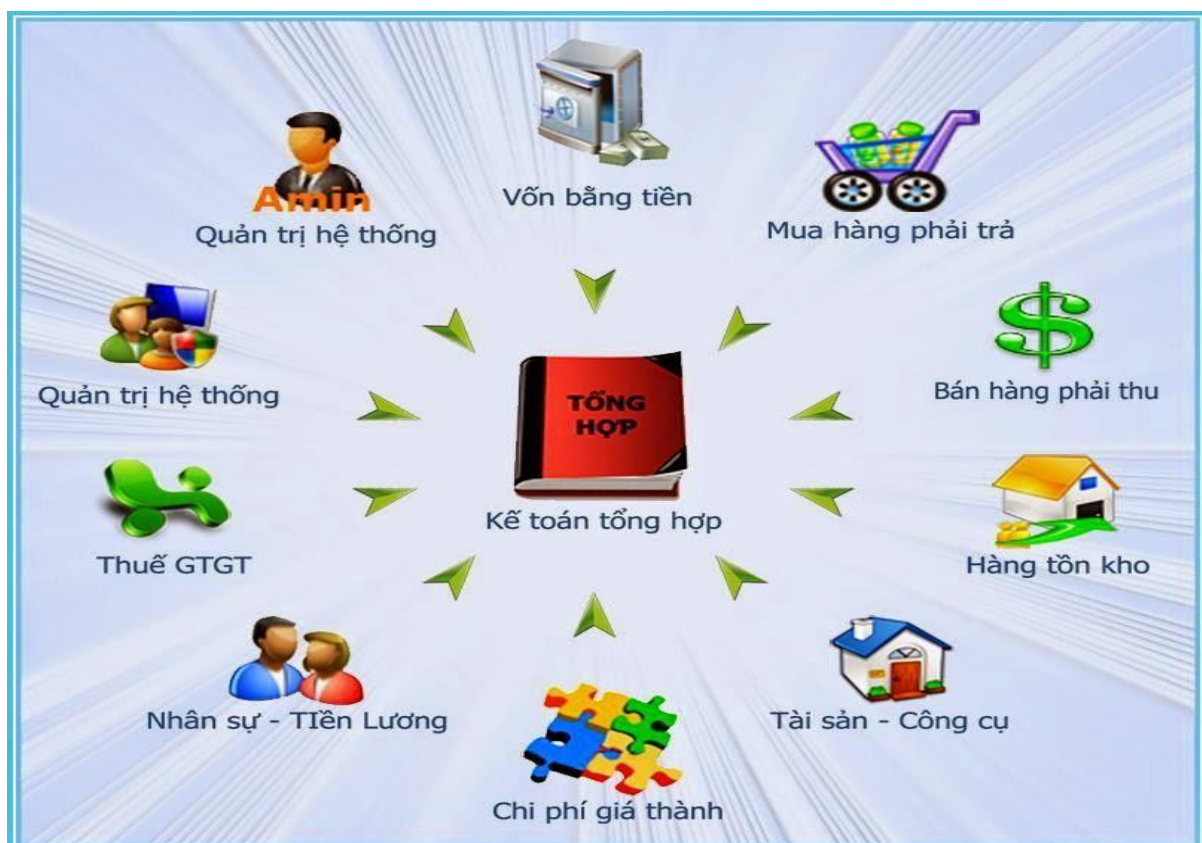 Vốn bằng tiền
Amin
Quản trị hệ thống
Mua hàng phải trả
Quản trị hệ thống
Bán hàng phải thu
TỔNG
HỢP
Kế toán tổng hợp
Thuế GTGT
Hàng tồn kho
Nhân sự - TIền Lương
Tài sản - Công cụ
Chi phí giá thành